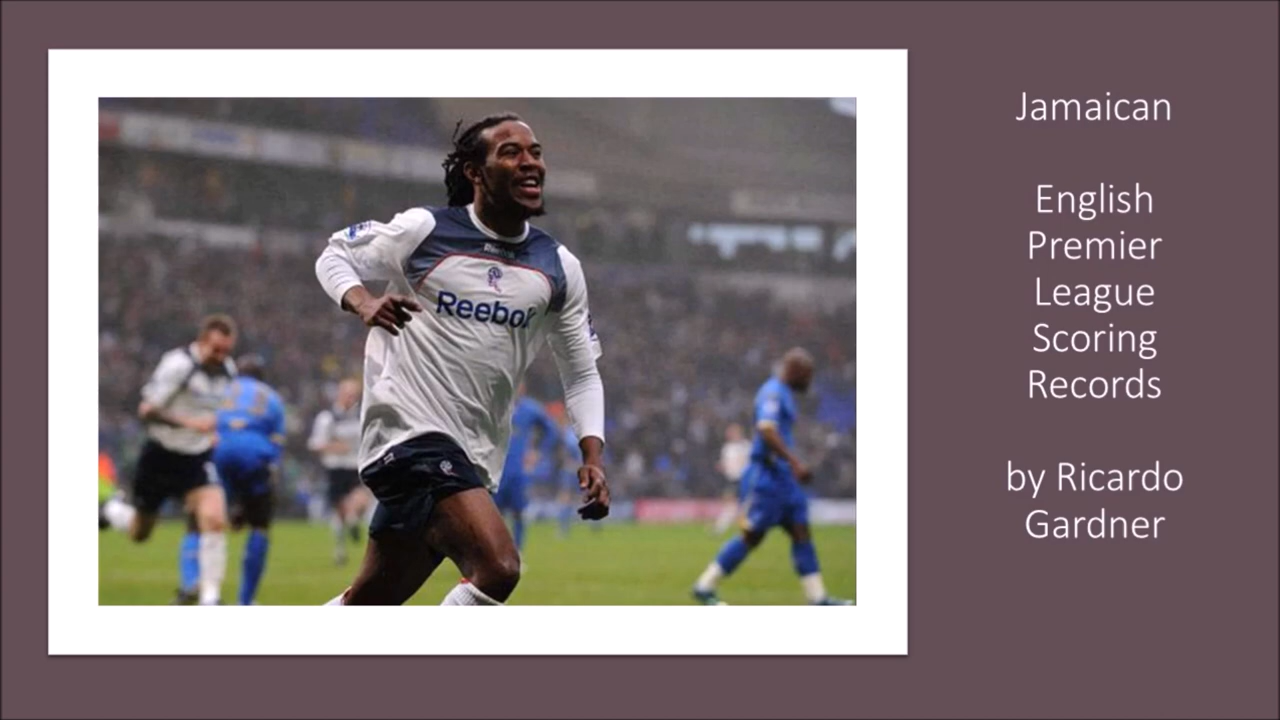 Jamaican
English
Premier
League
Scoring
Records
by Ricardo
Gardner
Reebok